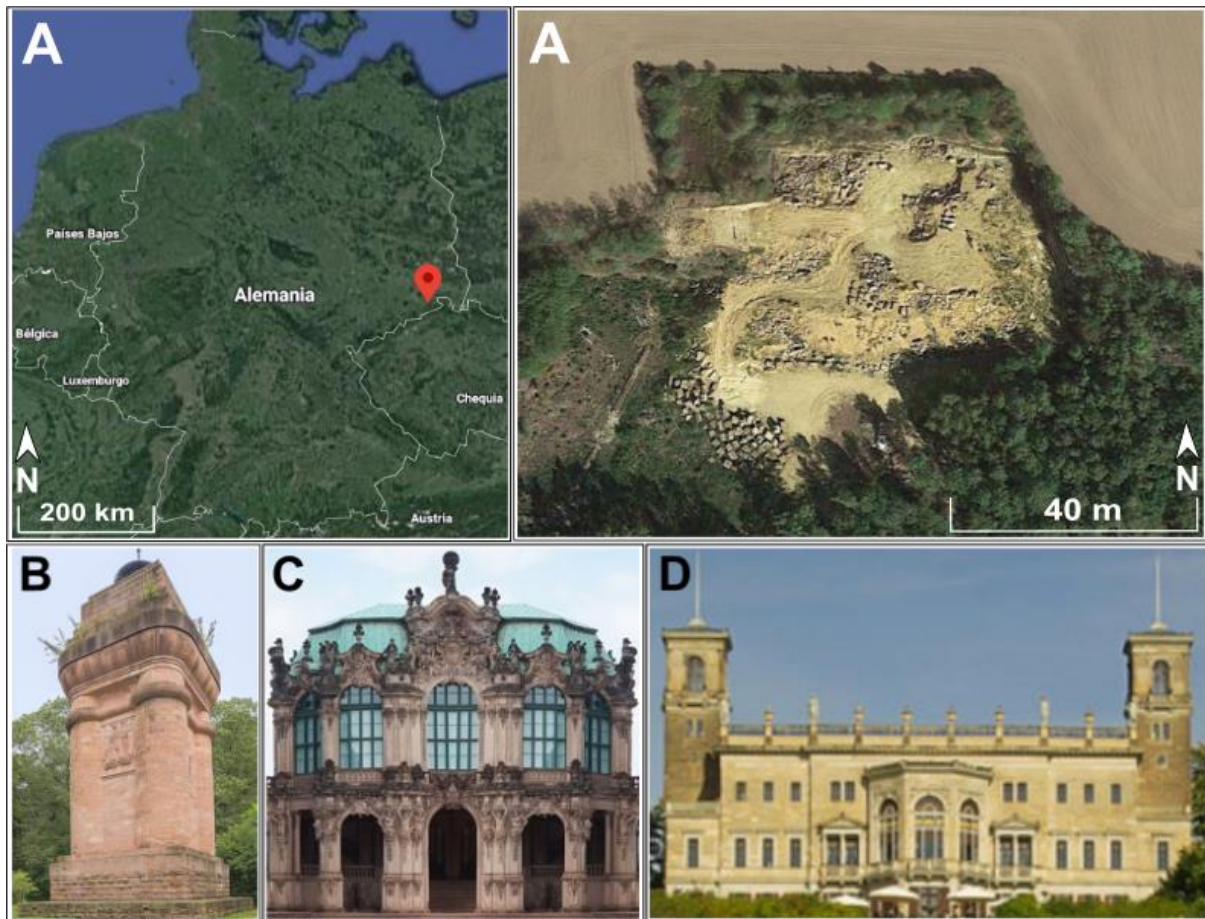 A
Países Bajos
Alemania
Bélgica
Luxemburgo
Chequia
N
200 km
Austria
A
N
40 m
B
C
D